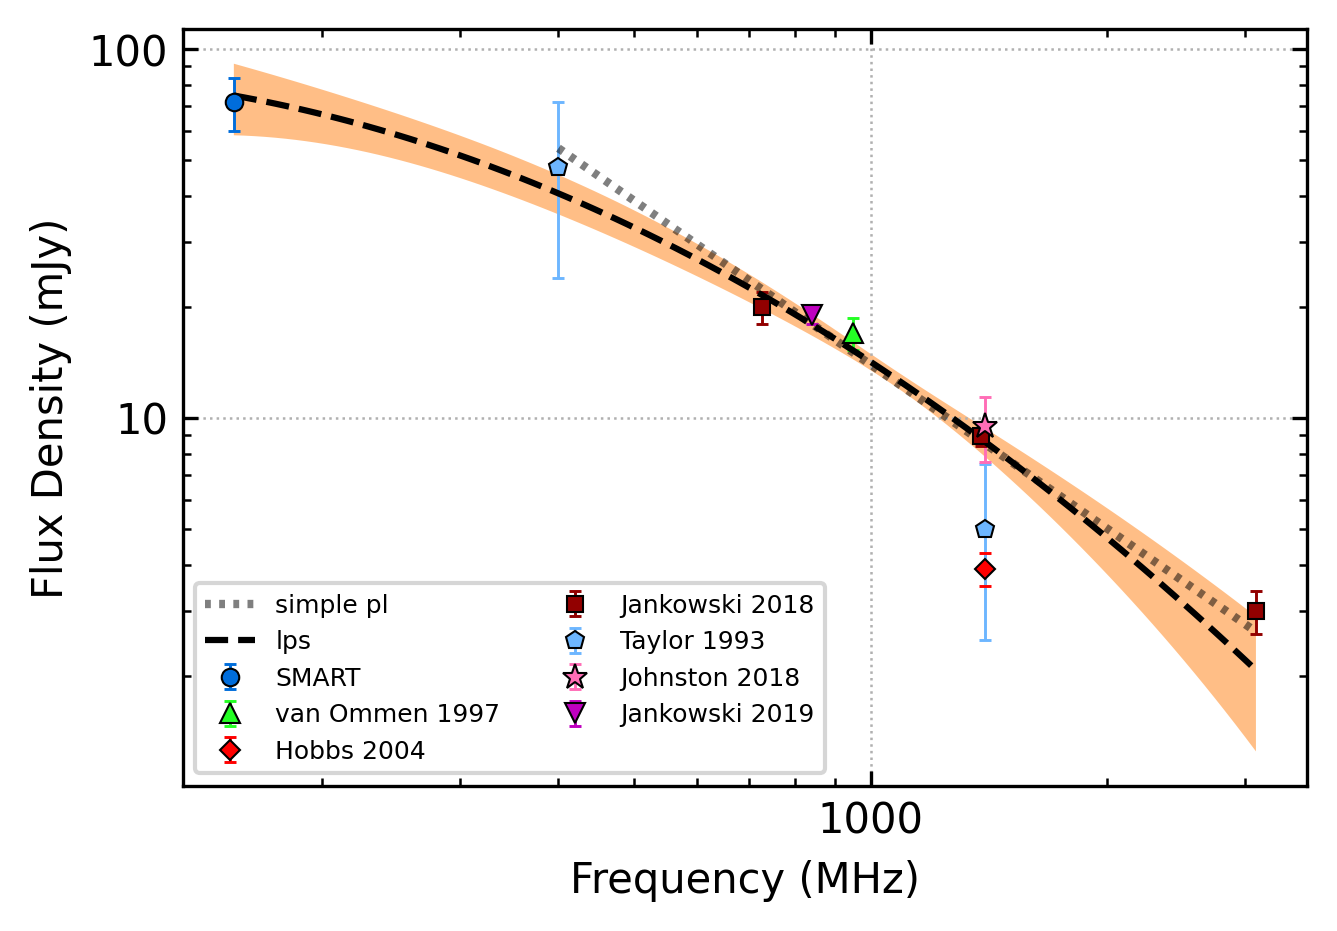 100
10
Flux Density (mJy)
simple pl
lps
SMART
van Ommen 1997
Hobbs 2004
Jankowski 2018
Taylor 1993
Johnston 2018
Jankowski 2019
1000
Frequency (MHz)